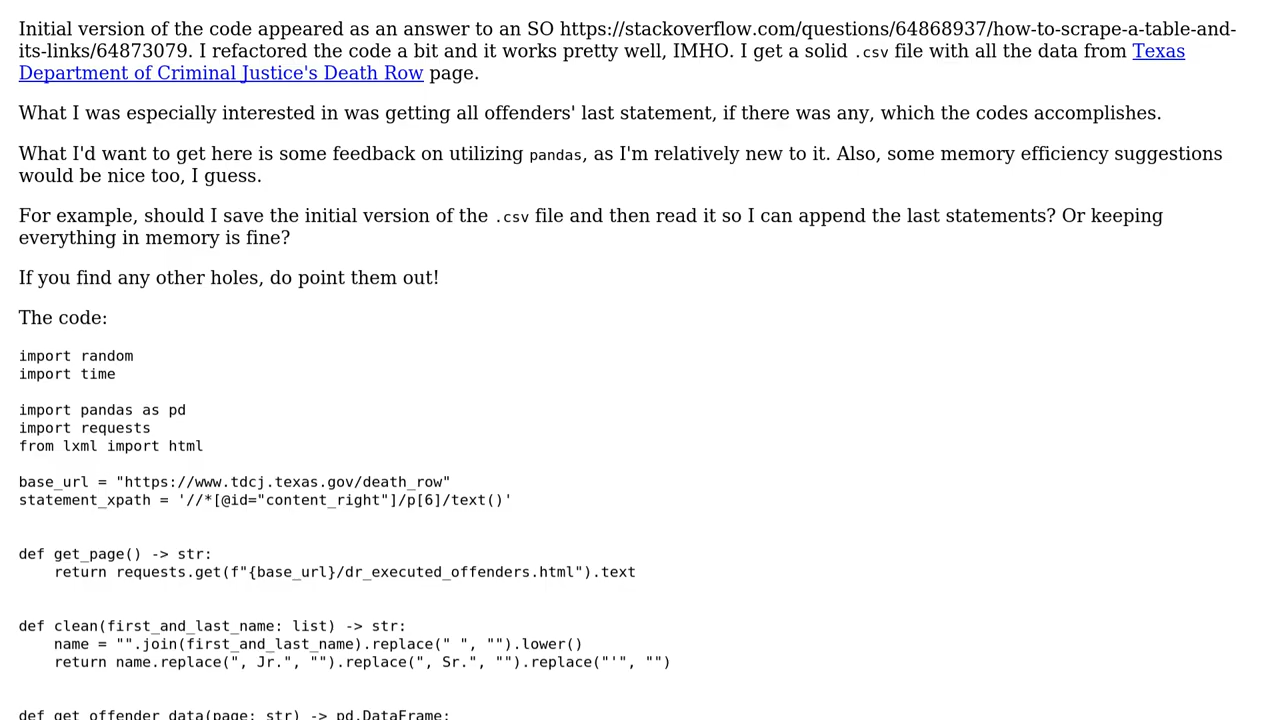 Initial version of the code appeared as an answer to an SO https://stackoverflow.com/questions/64868937/how-to-scrape-a-table-and-
its-links/64873079. I refactored the code a bit and it works pretty well, IMHO. I get a solid .csv file with all the data from Texas
Department of Criminal Justice's Death Row page.
What I was especially interested in was getting all offenders' last statement, if there was any, which the codes accomplishes.
What I'd want to get here is some feedback on utilizing pandas, as I'm relatively new to it. Also, some memory efficiency suggestions
would be nice too, I guess.
For example, should I save the initial version of the .csv file and then read it so I can append the last statements? Or keeping
everything in memory is fine?
If you find any other holes, do point them out!
The code:
import random
import time
import pandas as pd
import requests
from lxml import html
base_url = "https://www.tdcj.texas.gov/death_row"
statement_xpath = '//*[@id="content_right"]/p[6]/text()'
def get_page() -> str:
    return requests.get(f"{base_url}/dr_executed_offenders.html").text
def clean(first_and_last_name: list) -> str:
    name = "".join(first_and_last_name).replace(" ", "").lower()
    return name.replace(", Jr.", "").replace(", Sr.", "").replace("'", "")
def get_offender_data(page: str) -> pd.DataFrame: